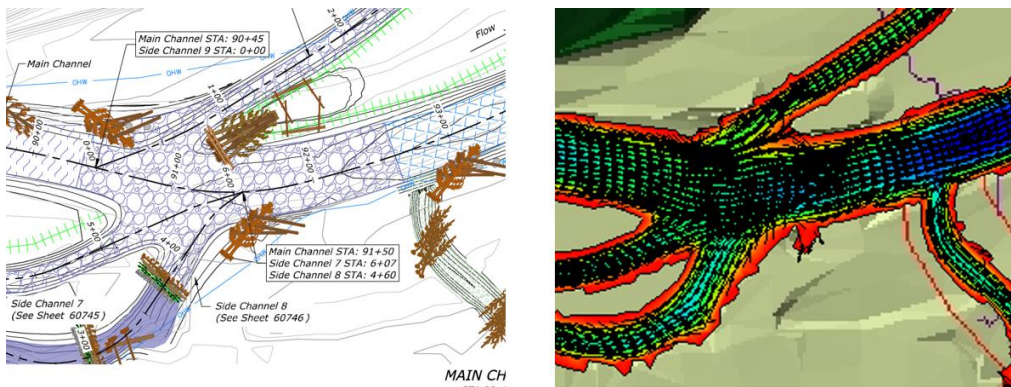 2+00
Main Channel STA: 90+45
Side Channel 9 STA: 0+00
Flow
OHW
OHW
Main Channel
1+00
93+00
90+00
0+00
91+00
92+00
6+00
5+00
4+00
Main Channel STA: 91+50
Side Channel 7 STA: 6+07
Side Channel 8 STA: 4+60
OHW
Side Channel 7
(See Sheet 60745)
Side Channel 8
(See Sheet 60746)
3+00
MAIN CH